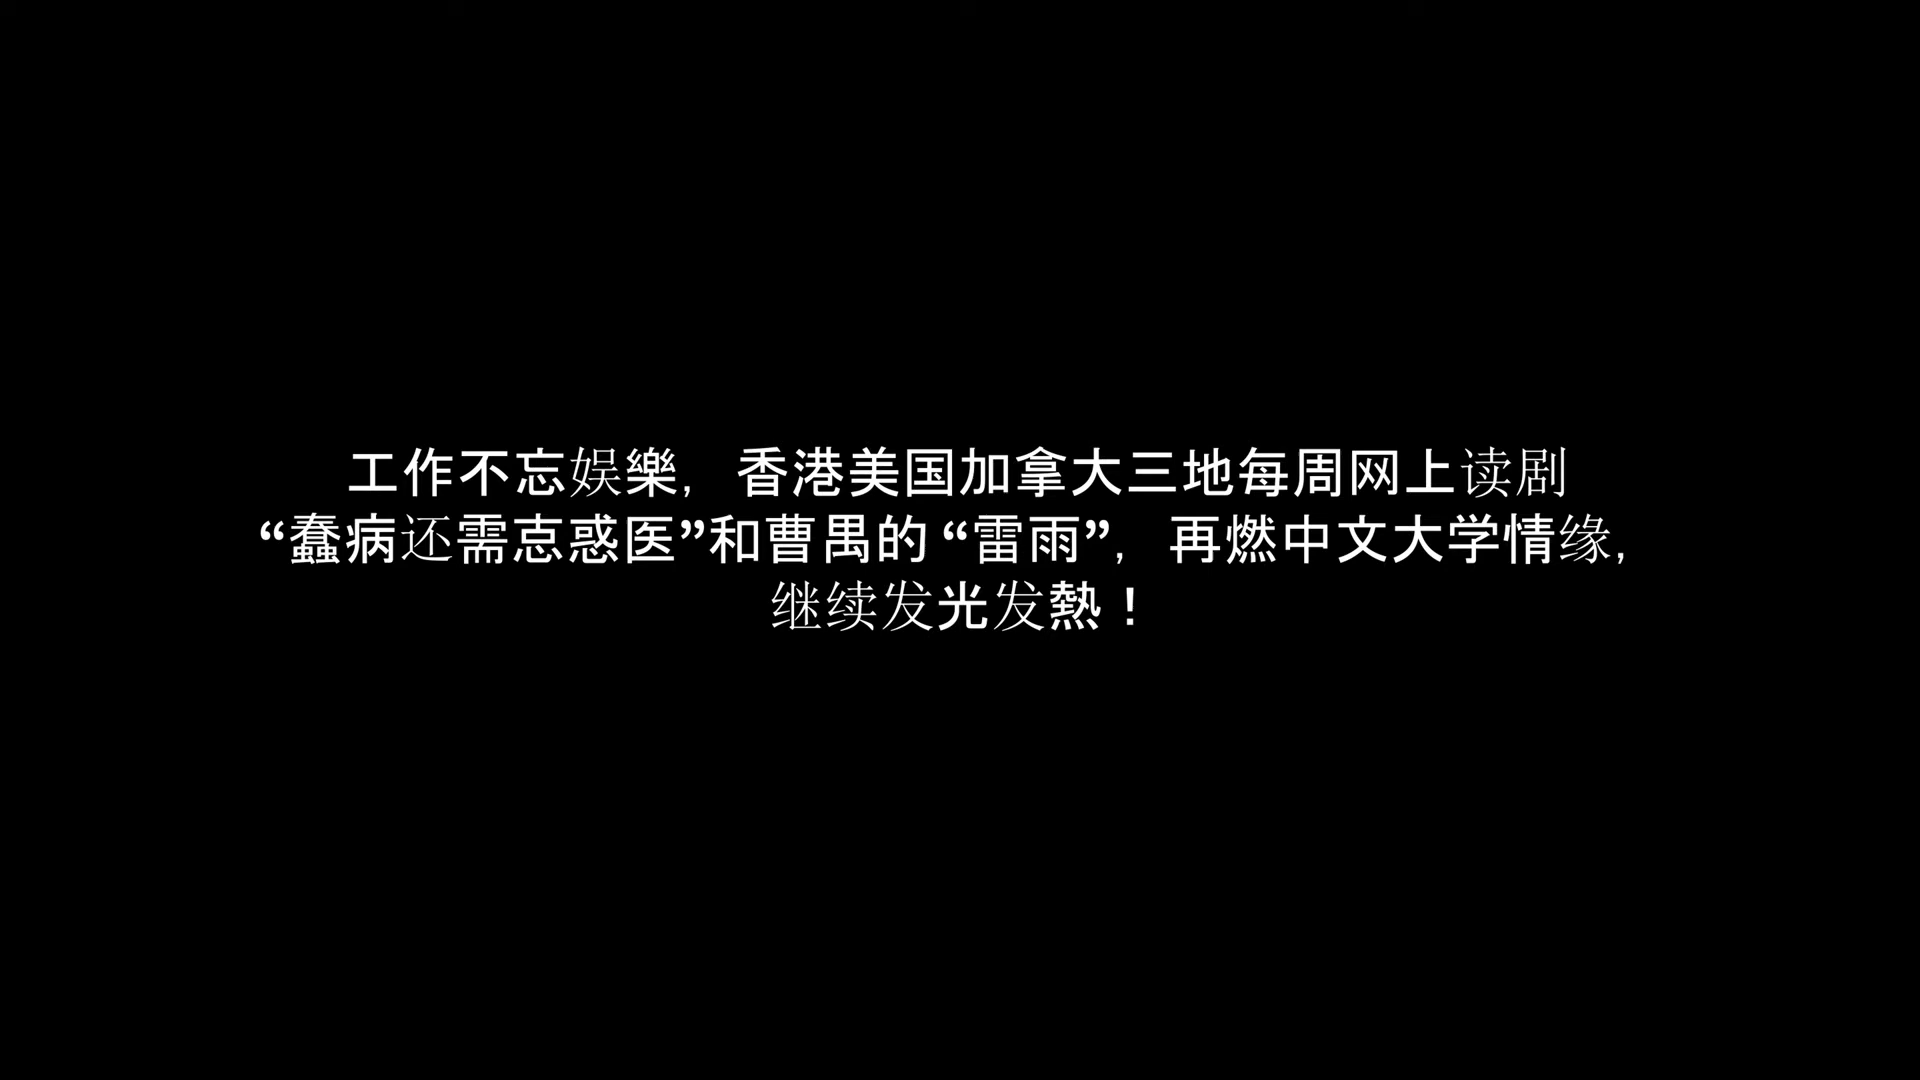 工作不忘娱樂，香港美国加拿大三地每周网上读剧
“蠢病还需忐惑医”和曹禺的 “雷雨”，再燃中文大学情缘，
继续发光发熱！